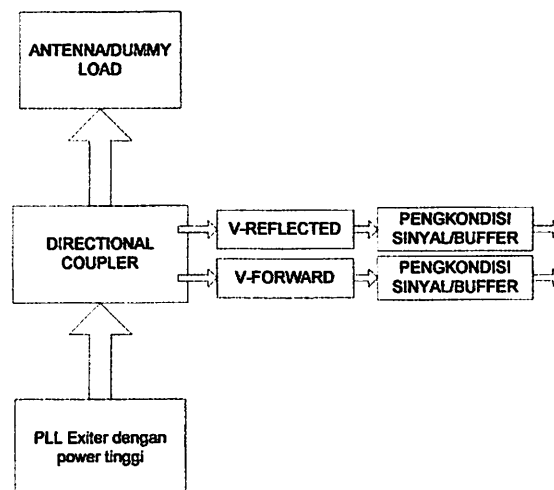 ANTENNA/DUMMY
LOAD
DIRECTIONAL
COUPLER
V-REFLECTED
PENGKONDISI
SINYAL/BUFFER
V-FORWARD
PENGKONDISI
SINYAL/BUFFER
PLL Exiter dengan
power tinggi